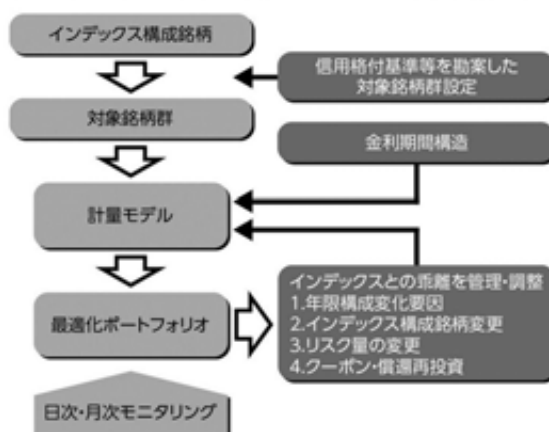 インデックス構成銘柄
信用格付基準等を勘案した
対象銘柄群設定
対象銘柄群
金利期間構造
計量モデル
最適化ポートフォリオ
インデックスとの乖離を管理・調整
1.年限構成変化要因
2.インデックス構成銘柄変更
3.リスク量の変更
4.クーポン・償還再投資
日次・月次モニタリング